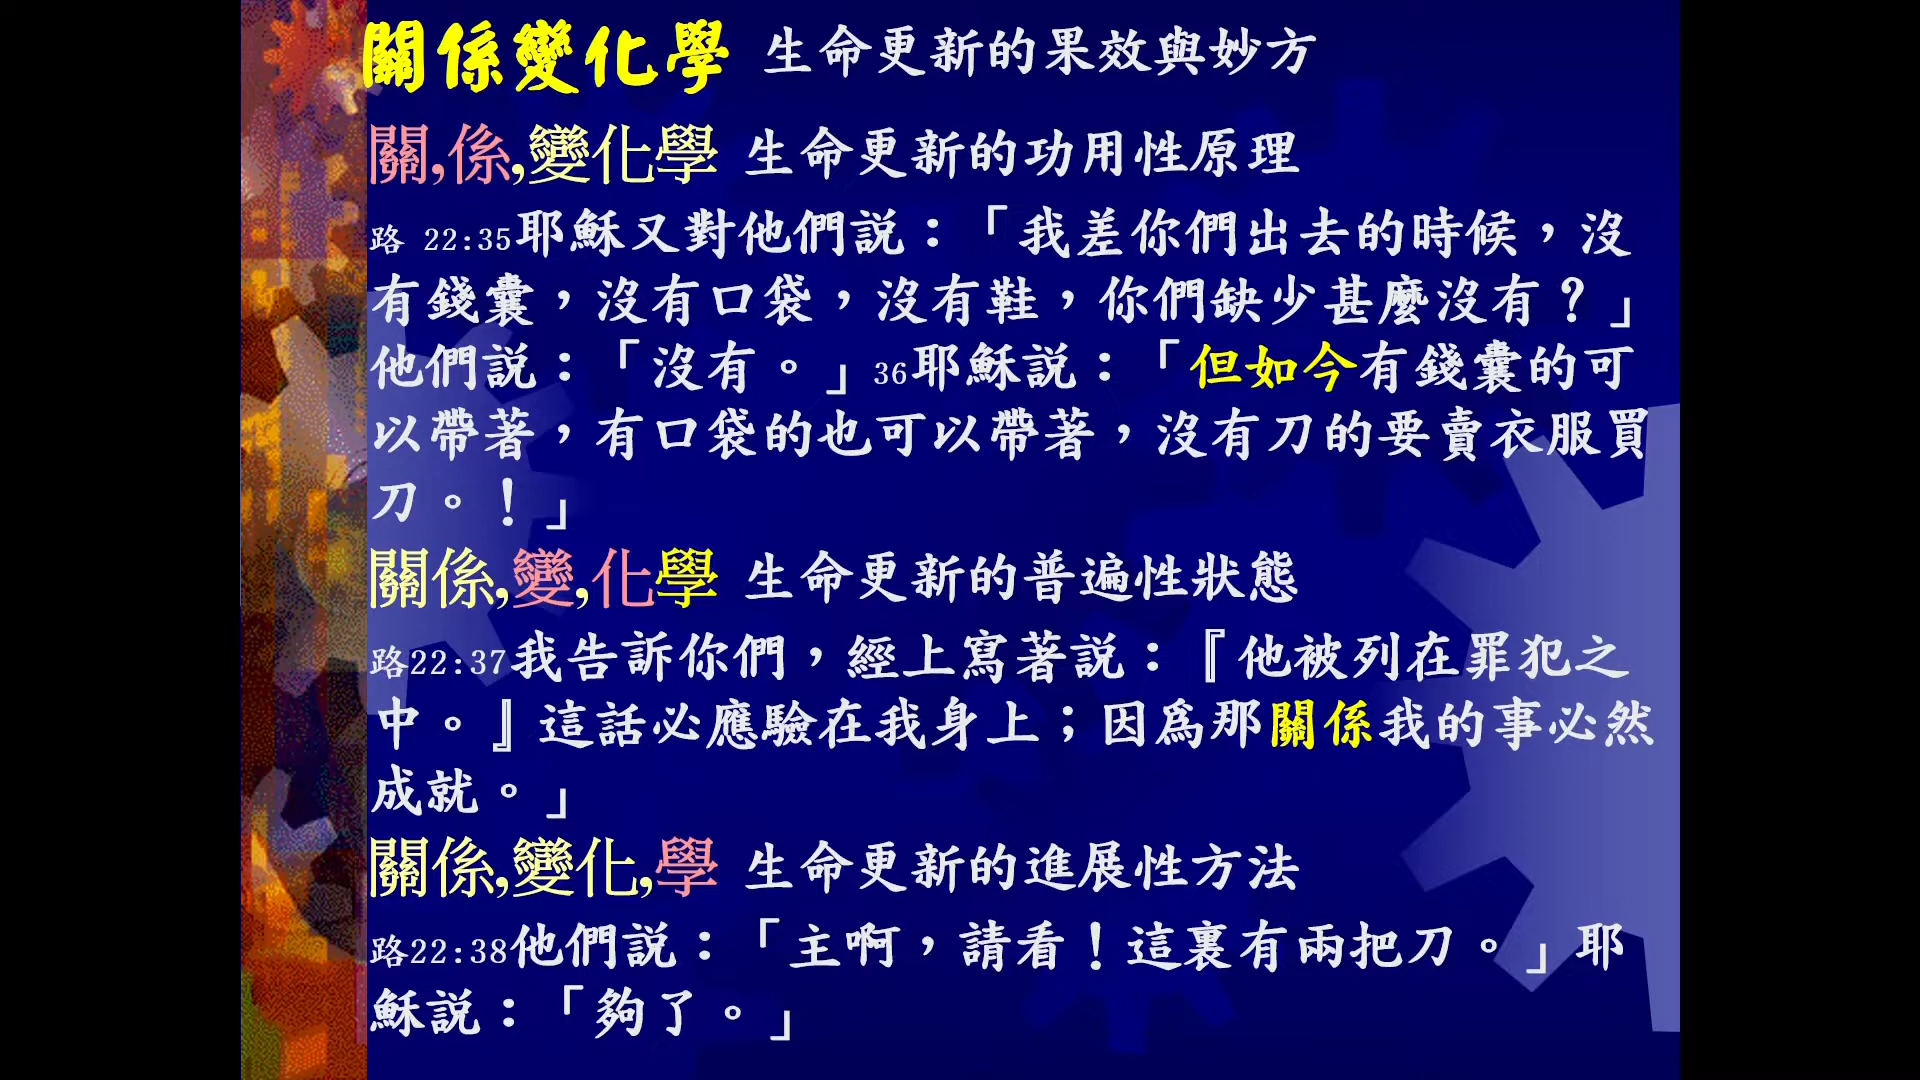 關係變化學 生命更新的果效與妙方
關,係,變化學 生命更新的功用性原理
路 22:35耶穌又對他們説：「我差你們出去的時候，沒
有錢囊，沒有口袋，沒有鞋，你們缺少甚麼沒有？」
他們説：「沒有。」36耶穌説：「但如今有錢囊的可
以帶著，有口袋的也可以帶著，沒有刀的要賣衣服買
刀。！」
關係,變,化學 生命更新的普遍性狀態
路22:37我告訴你們，經上寫著説：『他被列在罪犯之
中。』這話必應驗在我身上；因為那關係我的事必然
成就。」
關係,變化,學 生命更新的進展性方法
路22:38他們説：「主啊，請看！這裏有兩把刀。」耶
穌説：「夠了。」